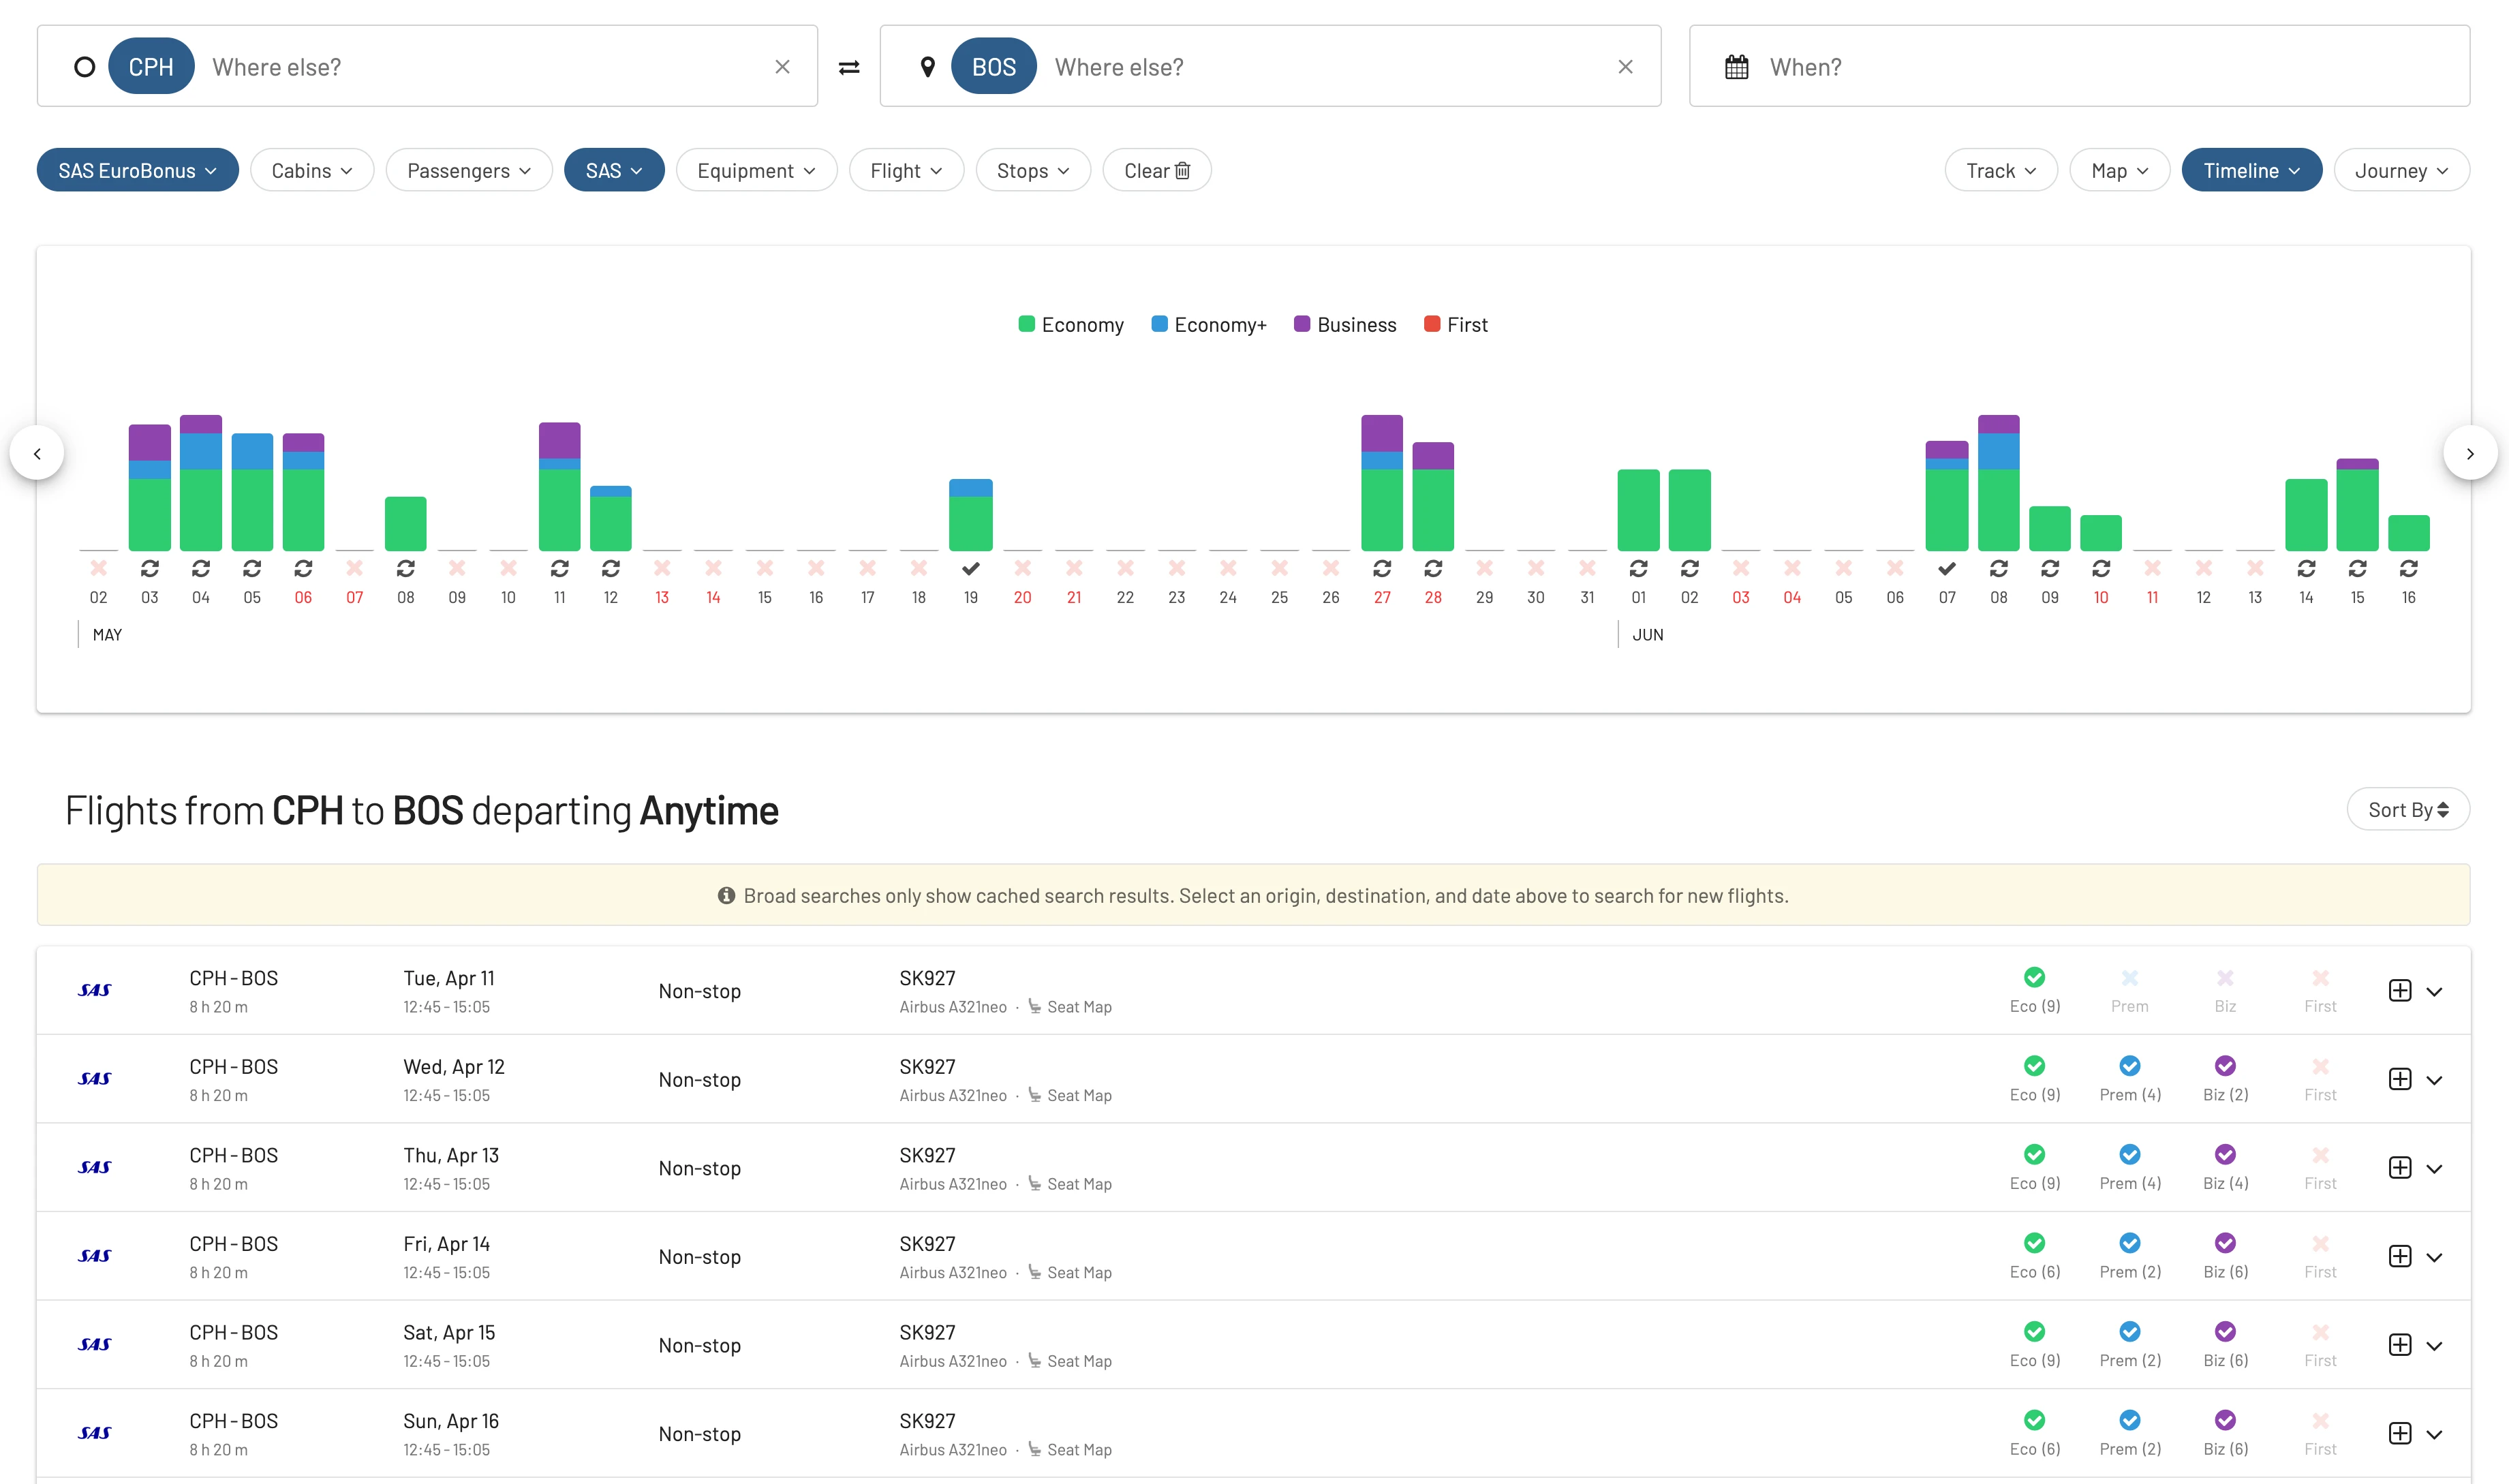 CPH Where else? BOS Where else? When?
SAS EuroBonus Cabins Passengers SAS Equipment Flight Stops Clear Track Map Timeline Journey
Economy Economy+ Business First
02 03 04 05 06 07 08 09 10 11 12 13 14 15 16 17 18 19 20 21 22 23 24 25 26 27 28 29 30 31 01 02 03 04 05 06 07 08 09 10 11 12 13 14 15 16
MAY JUN
Flights from CPH to BOS departing Anytime Sort By
Broad searches only show cached search results. Select an origin, destination, and date above to search for new flights.
SAS CPH - BOS Tue, Apr 11 Non-stop SK927
8 h 20 m 12:45 - 15:05 Airbus A321neo · Seat Map Eco (9) Prem Biz First
SAS CPH - BOS Wed, Apr 12 Non-stop SK927
8 h 20 m 12:45 - 15:05 Airbus A321neo · Seat Map Eco (9) Prem (4) Biz (2) First
SAS CPH - BOS Thu, Apr 13 Non-stop SK927
8 h 20 m 12:45 - 15:05 Airbus A321neo · Seat Map Eco (9) Prem (4) Biz (4) First
SAS CPH - BOS Fri, Apr 14 Non-stop SK927
8 h 20 m 12:45 - 15:05 Airbus A321neo · Seat Map Eco (6) Prem (2) Biz (6) First
SAS CPH - BOS Sat, Apr 15 Non-stop SK927
8 h 20 m 12:45 - 15:05 Airbus A321neo · Seat Map Eco (9) Prem (2) Biz (6) First
SAS CPH - BOS Sun, Apr 16 Non-stop SK927
8 h 20 m 12:45 - 15:05 Airbus A321neo · Seat Map Eco (6) Prem (2) Biz (6) First